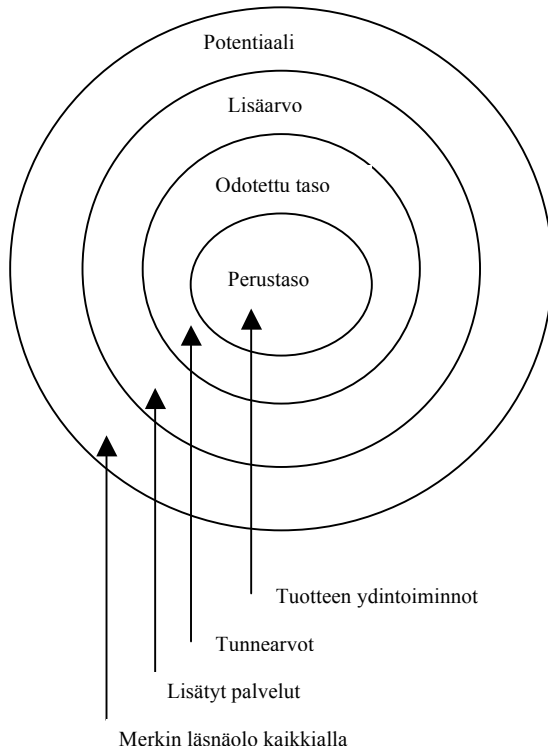 Potentiaali
Lisäarvo
Odotettu taso
Perustaso
Tuotteen ydintoiminnot
Tunnearvot
Lisätyt palvelut
Merkin läsnäolo kaikkialla